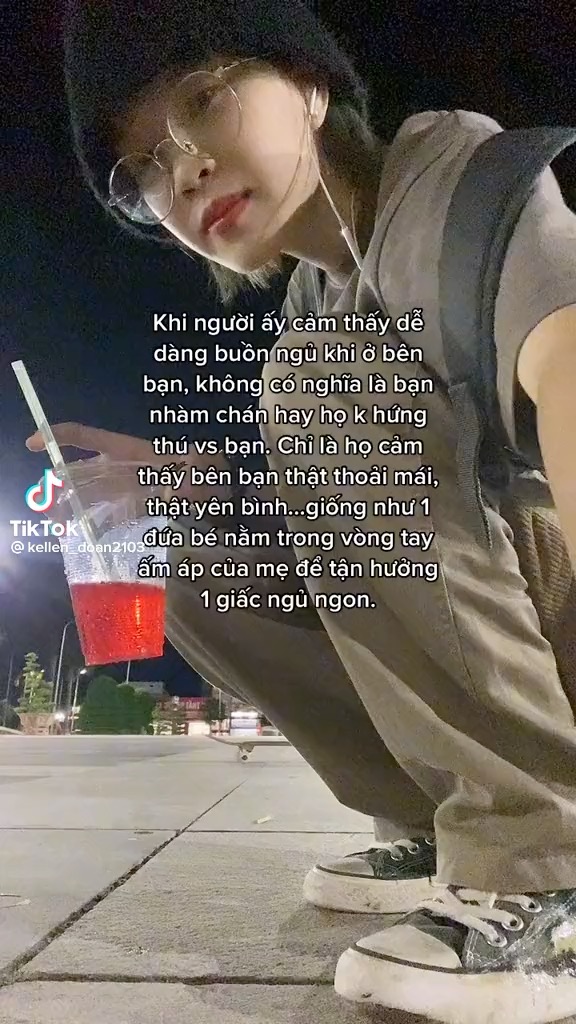 Khi người ấy cảm thấy dễ
dàng buồn ngủ khi ở bên
bạn, không có nghĩa là bạn
nhàm chán hay họ k hứng
thú vs bạn. Chỉ là họ cảm
thấy bên bạn thật thoải mái,
thật yên bình...giống như 1
đứa bé nằm trong vòng tay
ấm áp của mẹ để tận hưởng
1 giấc ngủ ngon.
TikTok
@kellen_doan2103